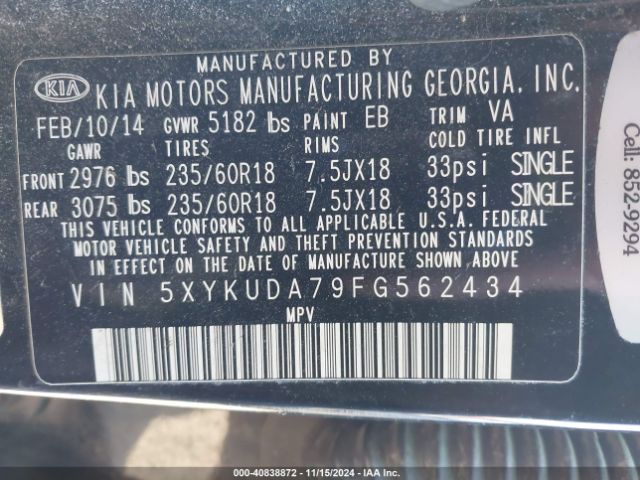 MANUFACTURED BY
KIA KIA MOTORS MANUFACTURING GEORGIA, INC.
FEB/10/14 GVWR 5182 lbs PAINT EB TRIM VA
GAWR TIRES RIMS COLD TIRE INFL
FRONT 2976 lbs 235/60R18 7.5JX18 33psi SINGLE
REAR 3075 lbs 235/60R18 7.5JX18 33psi SINGLE
THIS VEHICLE CONFORMS TO ALL APPLICABLE U.S.A. FEDERAL
MOTOR VEHICLE SAFETY AND THEFT PREVENTION STANDARDS
IN EFFECT ON THE DATE OF MANUFACTURE SHOWN ABOVE.
VIN 5XYKUDA79FG562434
MPV
Cell: 852-9294
000-40838872 - 11/15/2024 - IAA Inc.